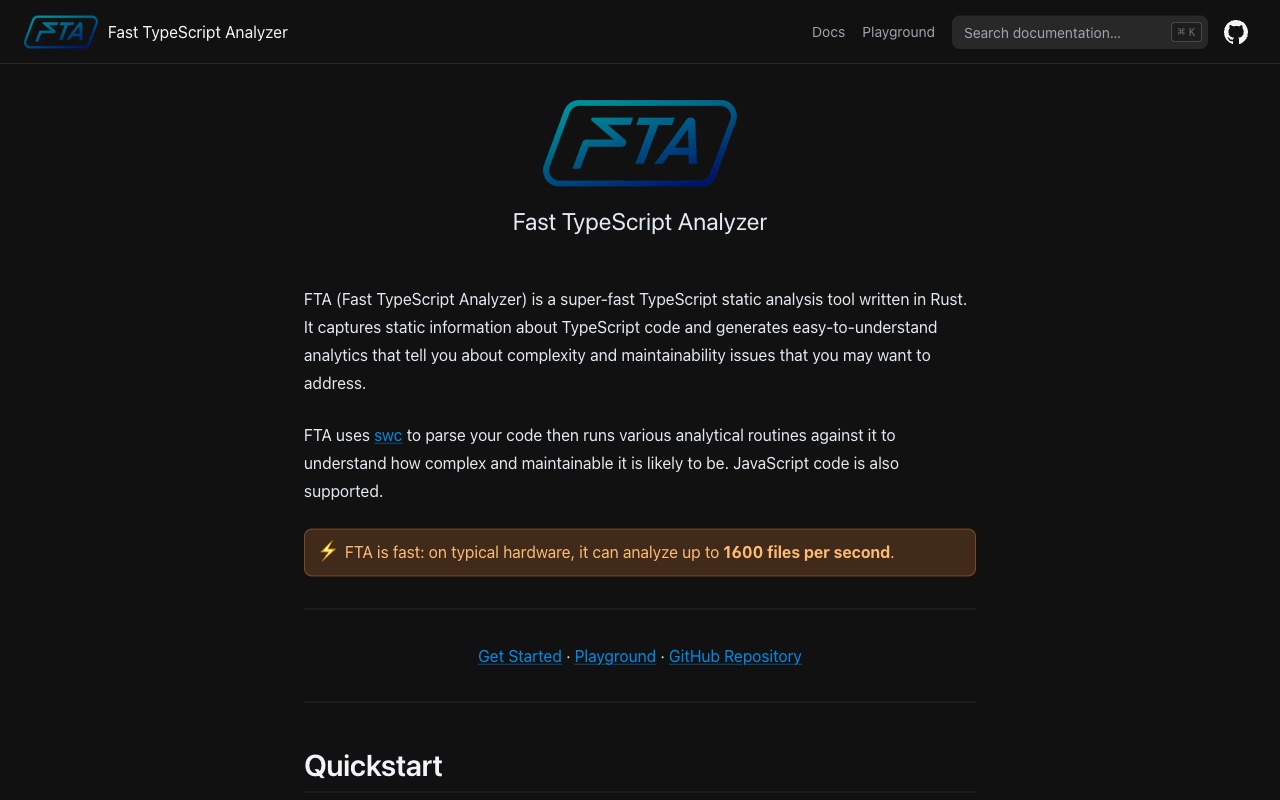 FTA Fast TypeScript Analyzer Docs Playground Search documentation... ⌘ K
FTA
Fast TypeScript Analyzer
FTA (Fast TypeScript Analyzer) is a super-fast TypeScript static analysis tool written in Rust.
It captures static information about TypeScript code and generates easy-to-understand
analytics that tell you about complexity and maintainability issues that you may want to
address.
FTA uses swc to parse your code then runs various analytical routines against it to
understand how complex and maintainable it is likely to be. JavaScript code is also
supported.
⚡ FTA is fast: on typical hardware, it can analyze up to 1600 files per second.
Get Started · Playground · GitHub Repository
Quickstart